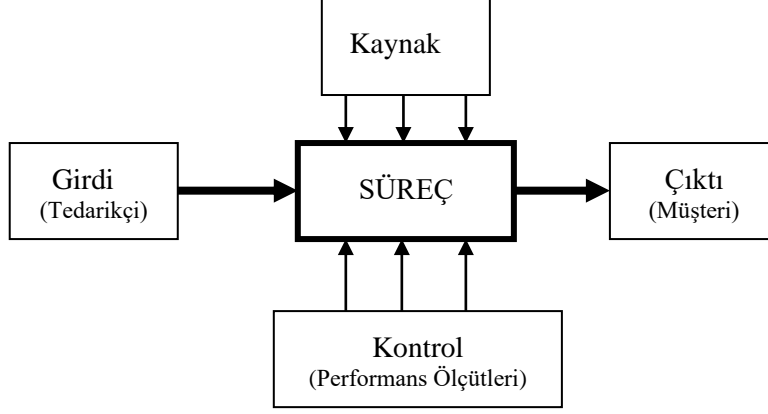 Kaynak
Girdi
(Tedarikçi)
SÜREÇ
Çıktı
(Müşteri)
Kontrol
(Performans Ölçütleri)